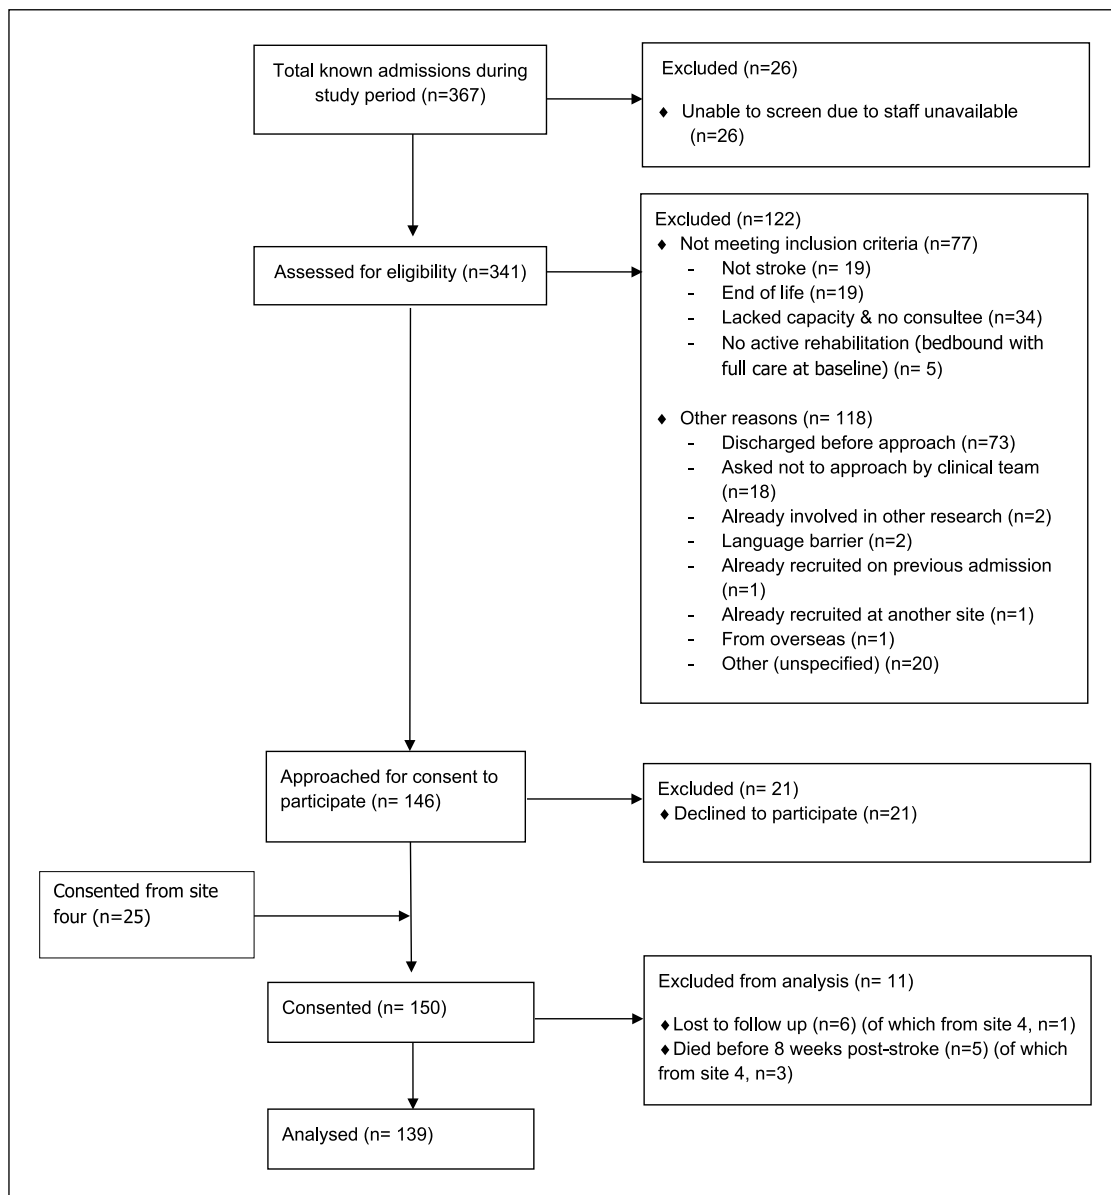 Total known admissions during
study period (n=367)
Excluded (n=26)
♦ Unable to screen due to staff unavailable
(n=26)
Assessed for eligibility (n=341)
Excluded (n=122)
♦ Not meeting inclusion criteria (n=77)
- Not stroke (n= 19)
- End of life (n=19)
- Lacked capacity & no consultee (n=34)
- No active rehabilitation (bedbound with
full care at baseline) (n= 5)
♦ Other reasons (n= 118)
- Discharged before approach (n=73)
- Asked not to approach by clinical team
(n=18)
- Already involved in other research (n=2)
- Language barrier (n=2)
- Already recruited on previous admission
(n=1)
- Already recruited at another site (n=1)
- From overseas (n=1)
- Other (unspecified) (n=20)
Approached for consent to
participate (n= 146)
Excluded (n= 21)
♦ Declined to participate (n=21)
Consented from site
four (n=25)
Consented (n= 150)
Excluded from analysis (n= 11)
♦ Lost to follow up (n=6) (of which from site 4, n=1)
♦ Died before 8 weeks post-stroke (n=5) (of which
from site 4, n=3)
Analysed (n= 139)